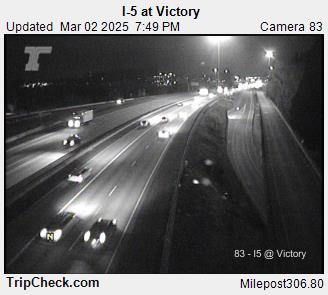 I-5 at Victory
Updated Mar 02 2025 7:49 PM Camera 83
T
N
83 - I5 @ Victory
TripCheck.com Milepost306.80